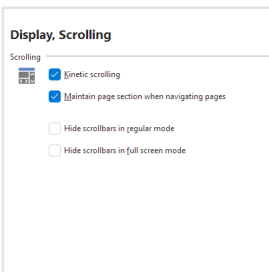 Display, Scrolling
Scrolling
Kinetic scrolling
Maintain page section when navigating pages
Hide scrollbars in regular mode
Hide scrollbars in full screen mode